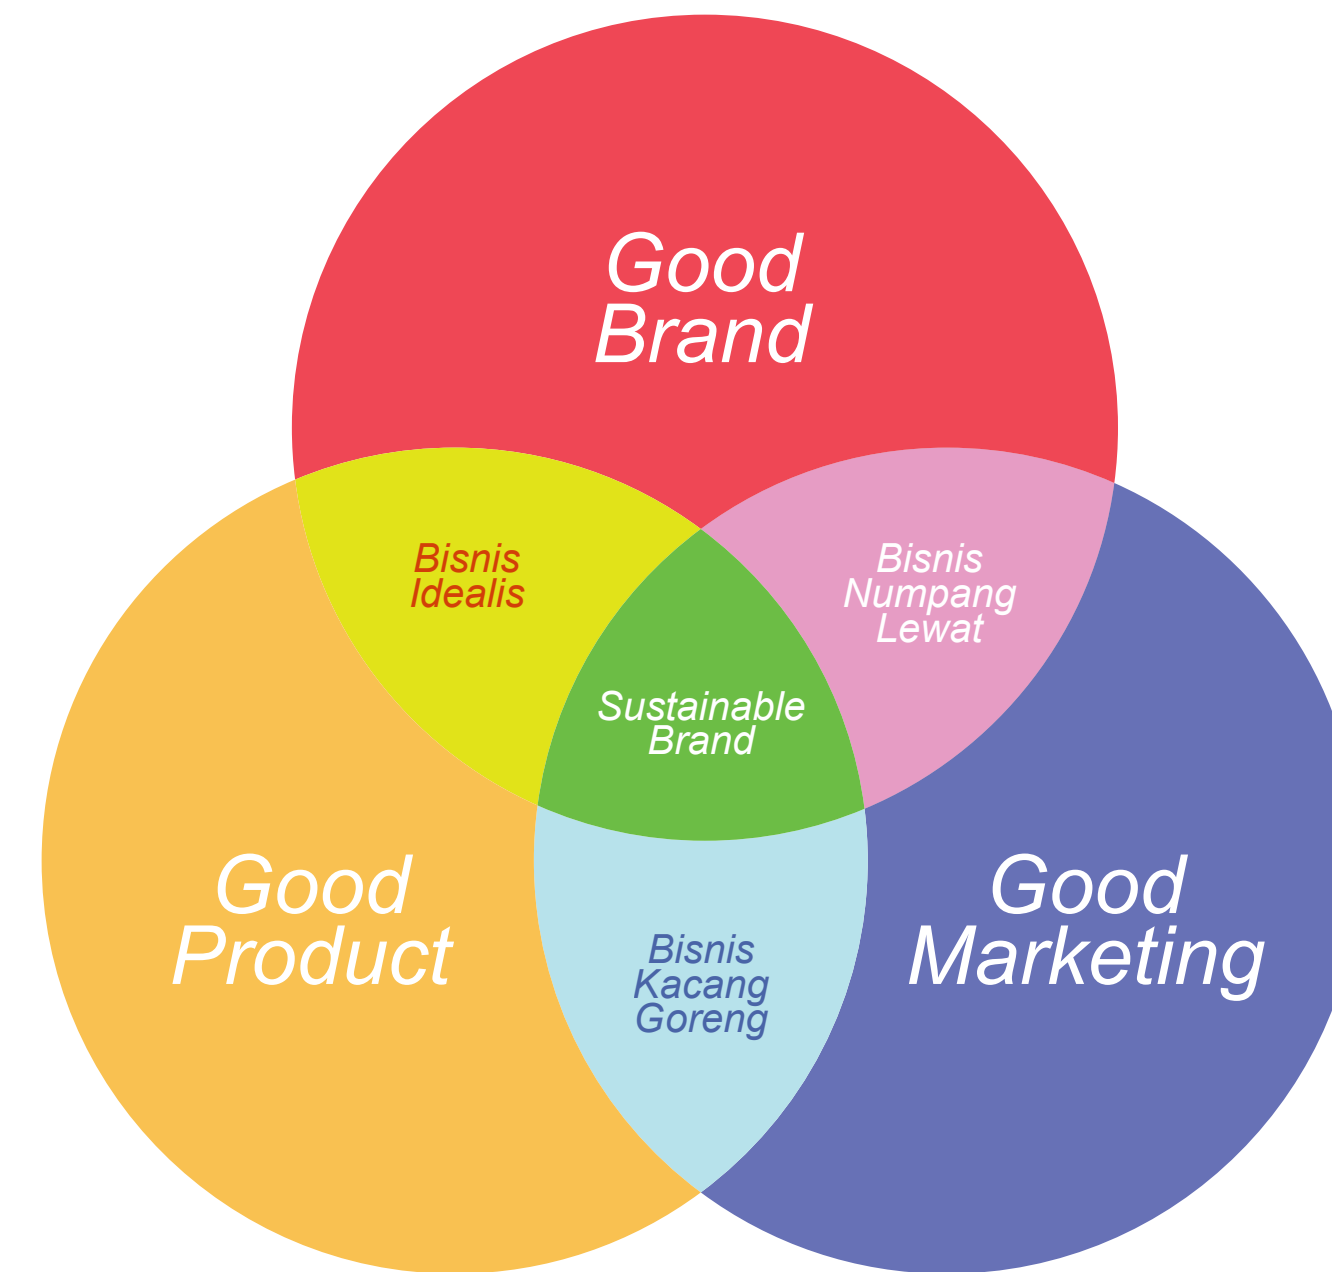 Good
Brand
Bisnis
Idealis
Bisnis
Numpang
Lewat
Sustainable
Brand
Good
Product
Good
Marketing
Bisnis
Kacang
Goreng